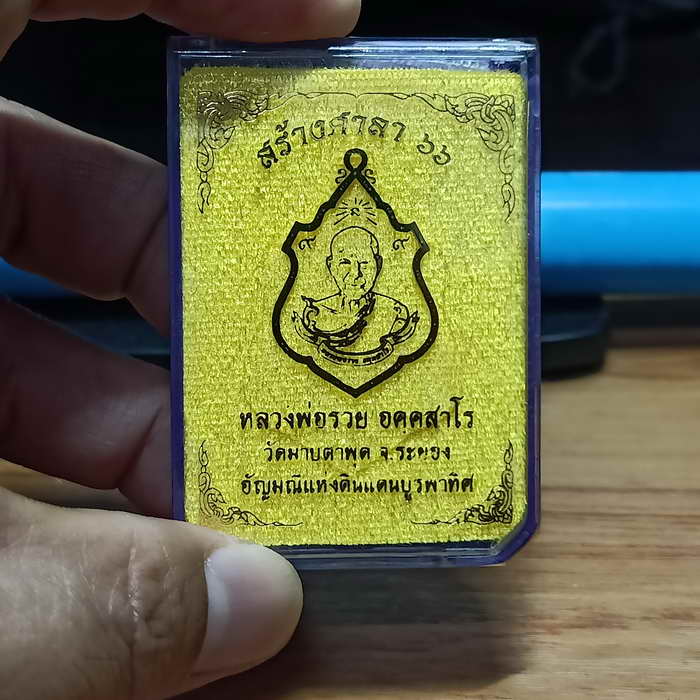 สร้างศาลา ๖๖
๙ ๙
หลวงพ่อรวย อคฺคสาโร
วัดมาบตาพุด จ.ระยอง
อัญมณีแห่งดินแดนบูรพาทิศ